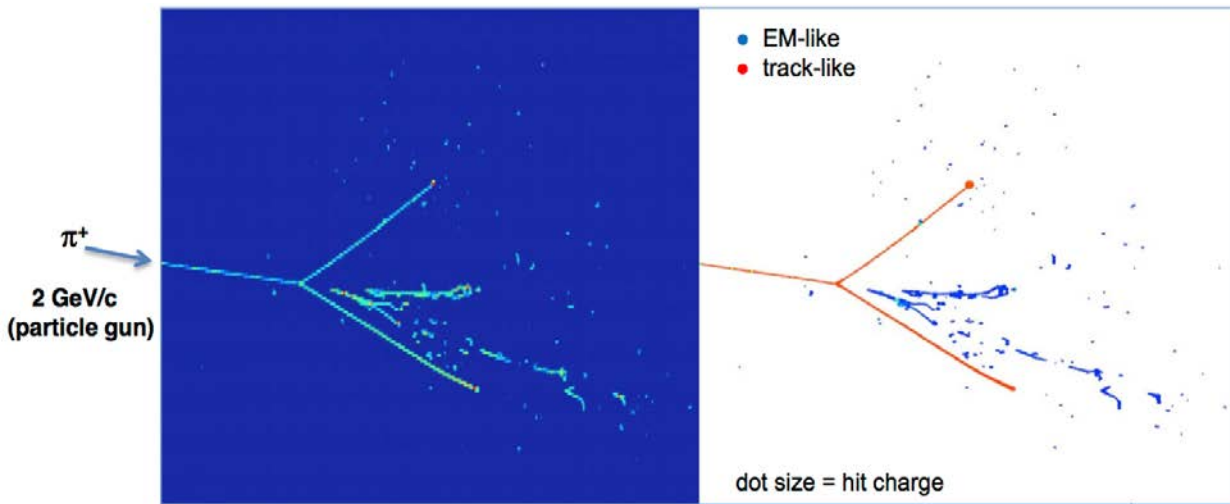 π+
2 GeV/c
(particle gun)
EM-like
track-like
dot size = hit charge